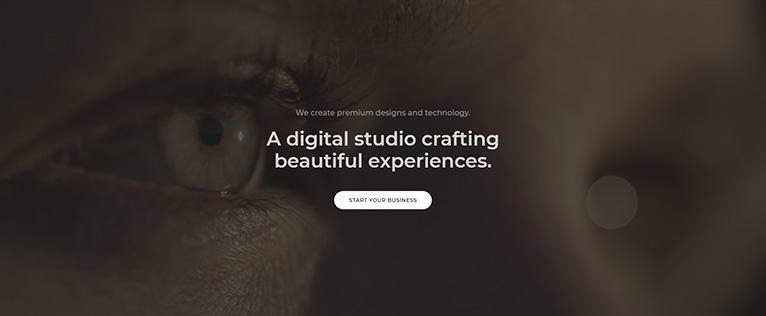 We create premium designs and technology.
A digital studio crafting
beautiful experiences.
START YOUR BUSINESS